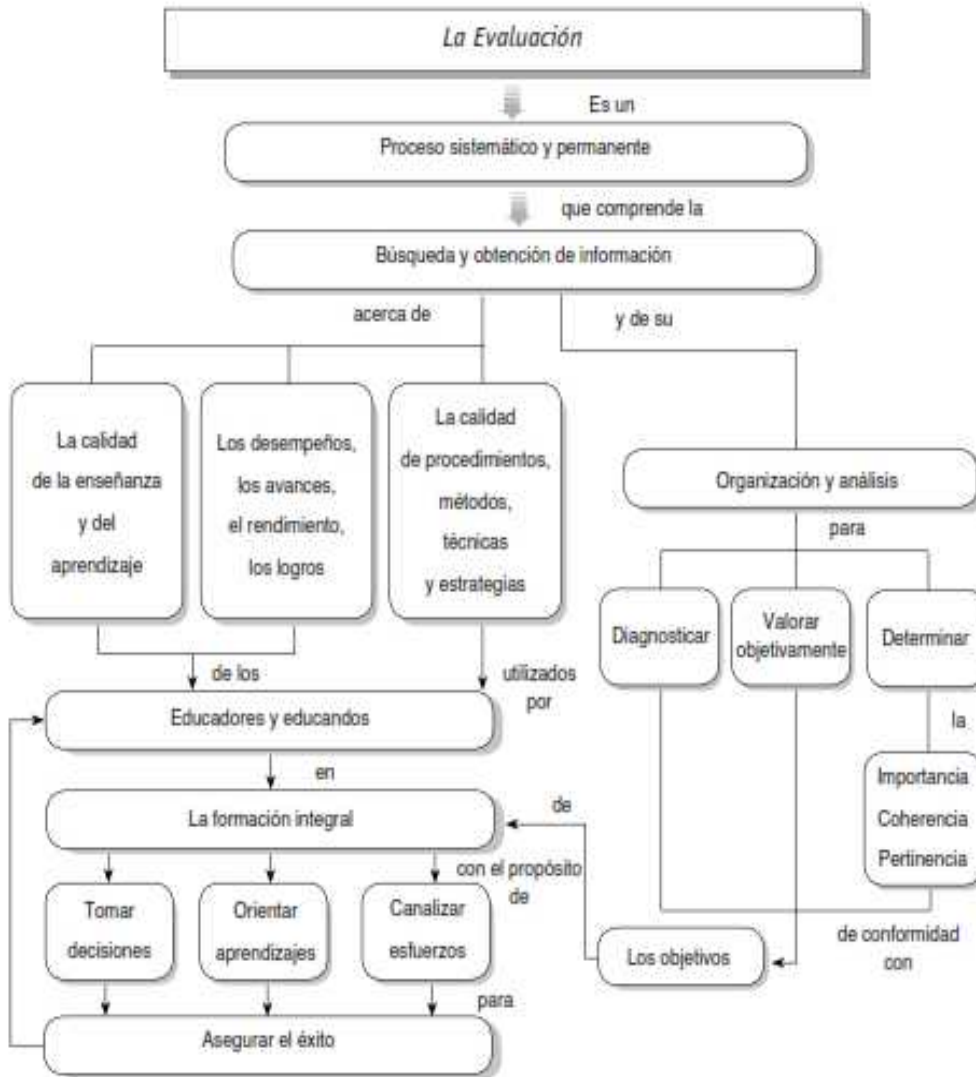 La Evaluación
Es un
Proceso sistemático y permanente
que comprende la
Búsqueda y obtención de información
acerca de
y de su
La calidad
de la enseñanza
y del
aprendizaje
Los desempeños,
los avances,
el rendimiento,
los logros
La calidad
de procedimientos,
métodos,
técnicas
y estrategias
Organización y análisis
para
Diagnosticar
Valorar
objetivamente
Determinar
de los
utilizados
por
Educadores y educandos
la
en
Importancia
Coherencia
Pertinencia
La formación integral
de
con el propósito
de
Tomar
decisiones
Orientar
aprendizajes
Canalizar
esfuerzos
de conformidad
con
Los objetivos
para
Asegurar el éxito